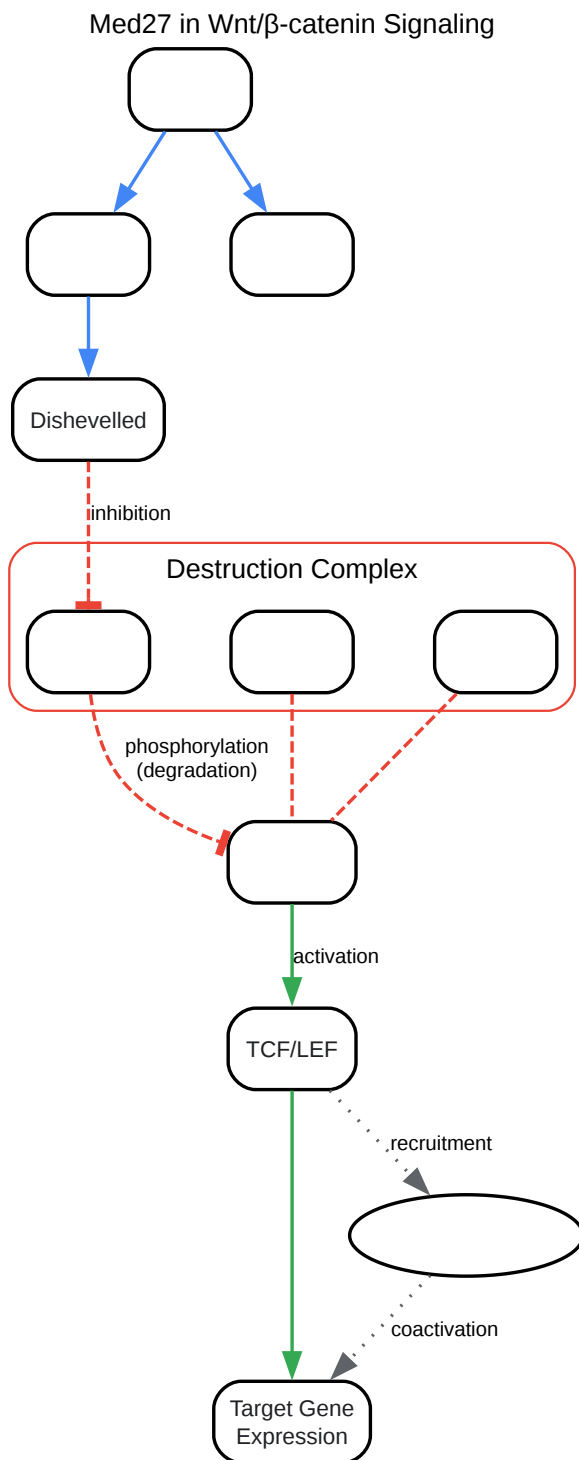 Med27 in Wnt/β-catenin Signaling
Dishevelled
inhibition
Destruction Complex
phosphorylation
(degradation)
activation
TCF/LEF
recruitment
coactivation
Target Gene
Expression